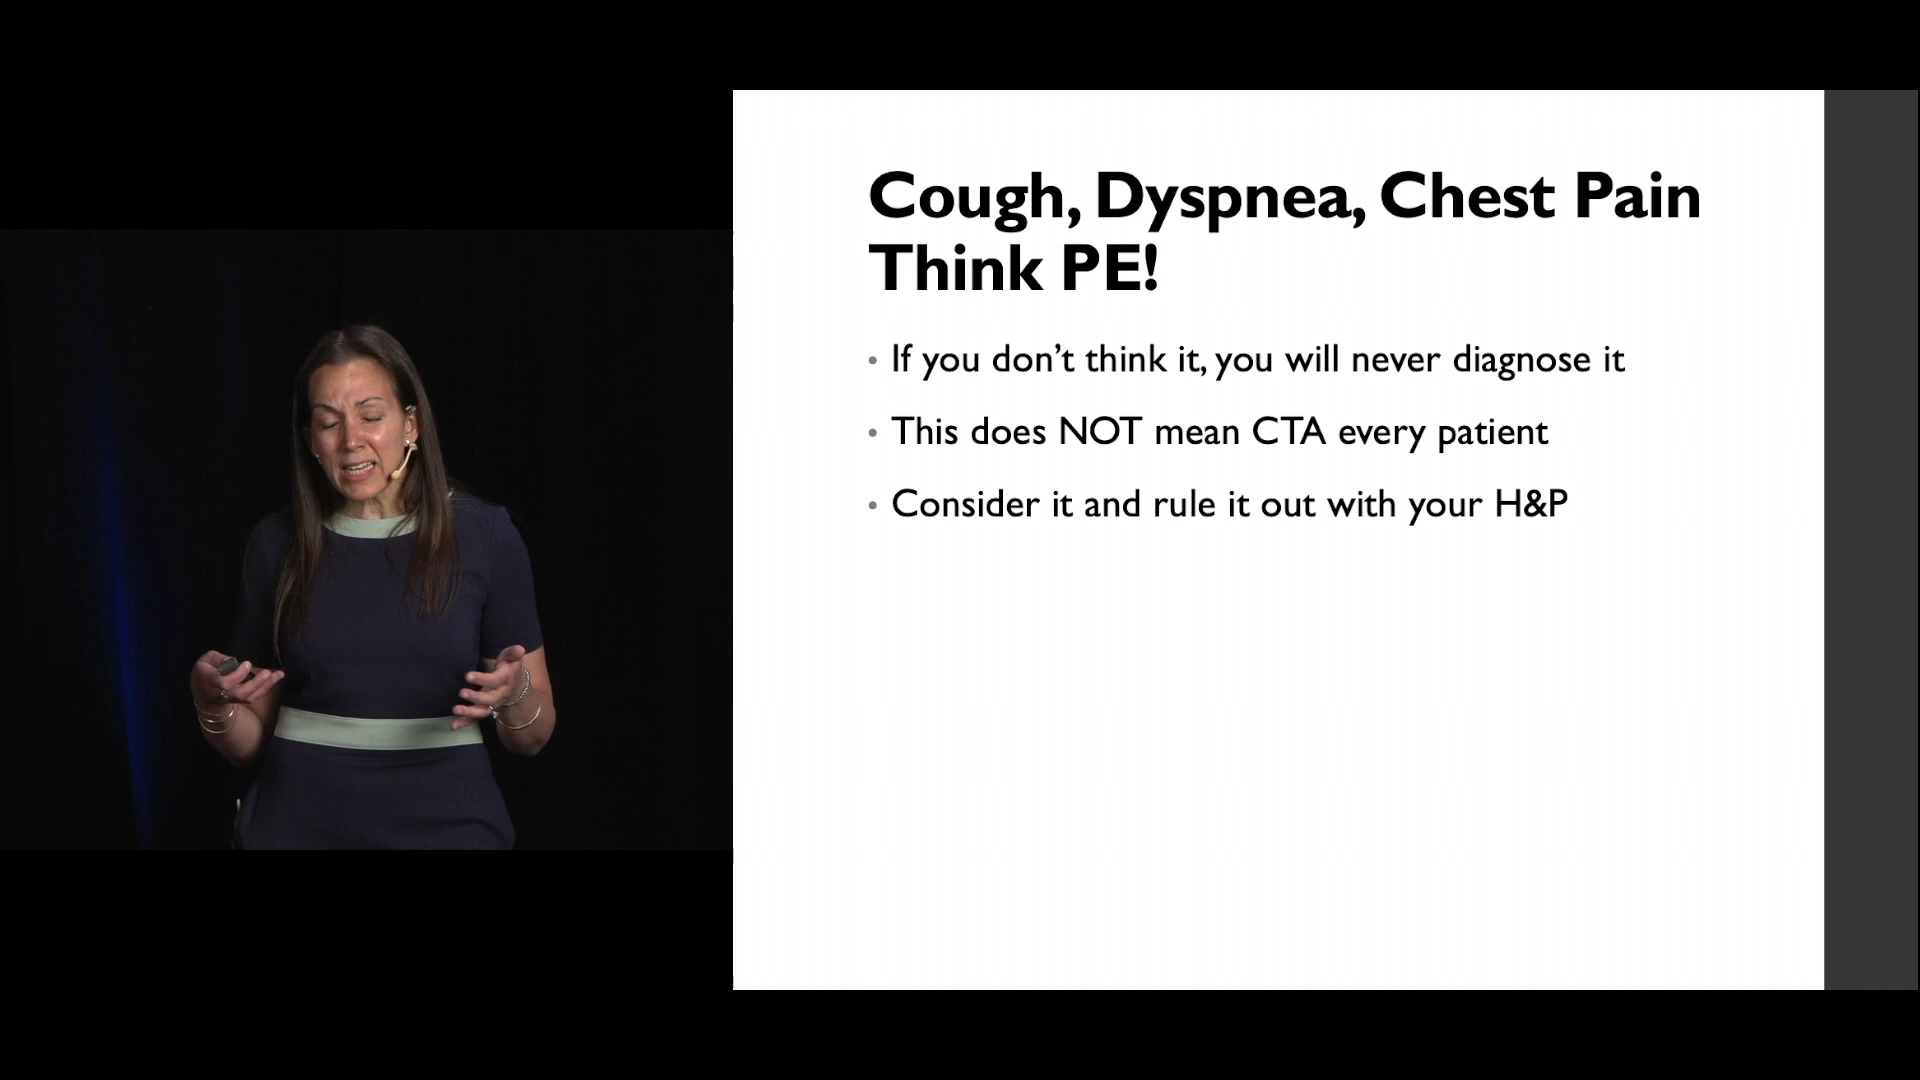 Cough, Dyspnea, Chest Pain
Think PE!
• If you don’t think it, you will never diagnose it
• This does NOT mean CTA every patient
• Consider it and rule it out with your H&P